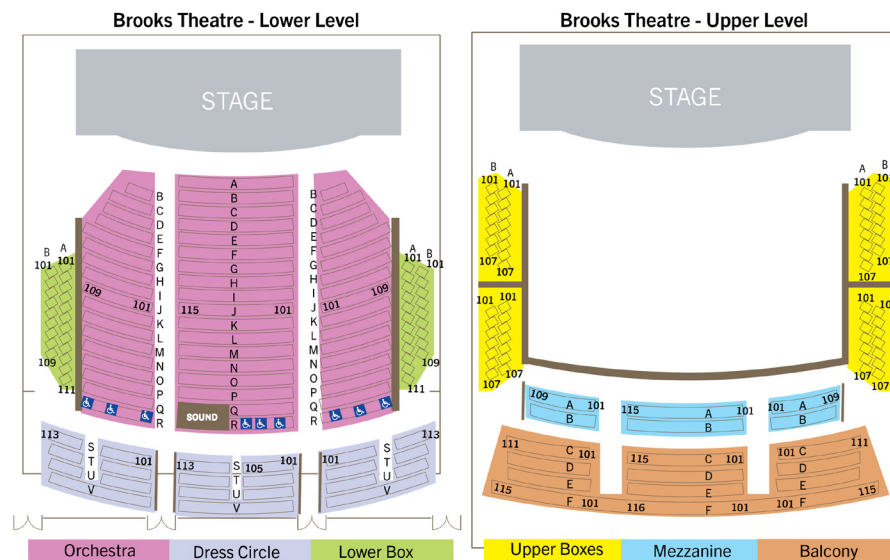 Brooks Theatre - Lower Level
STAGE
A
B B
C C C
D D D
E E E
F F F
G G G
H H H
I I I
J J J
K K K
L L L
M M M
N N N
O O O
P P P
Q Q Q
R R R
B A
101 101
109
111
109 101
115 101
101 109
A B
101 101
109
111
SOUND
113 101
S
T
U
V
113 105 101
S
T
U
V
101 113
S
T
U
V
Orchestra Dress Circle Lower Box
Brooks Theatre - Upper Level
STAGE
B A
101 101
107 107
101 101
107 107
A B
101 101
107 107
101 101
107 107
109 A 101
B
115 A 101
B
101 A 109
B
111 C 101
D
E
115 F 101
115 C 101
D
E
116 F 101
101 C 111
D
E
101 F 115
Upper Boxes Mezzanine Balcony